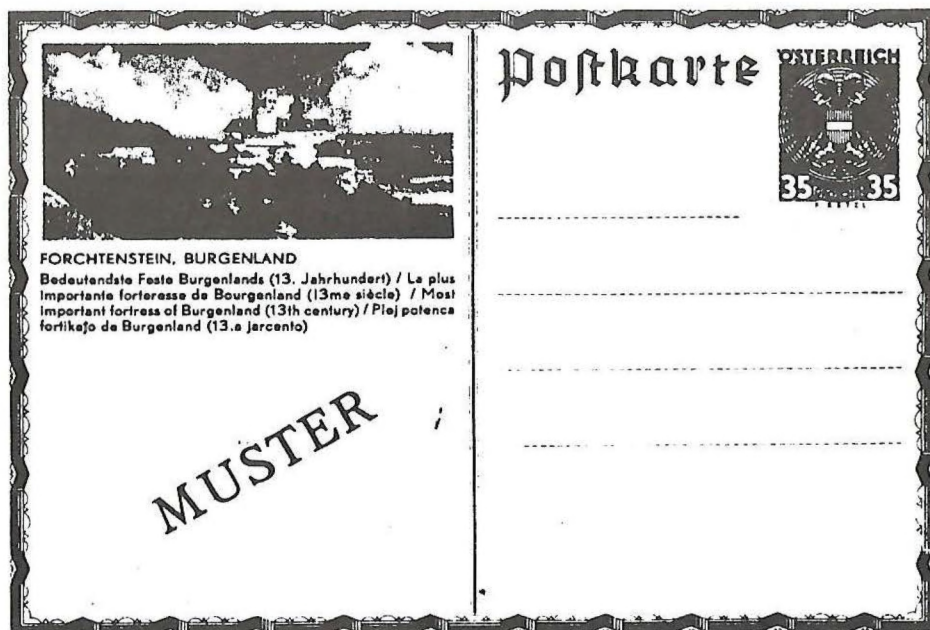 FORCHTENSTEIN, BURGENLAND
Bedeutendste Feste Burgenlands (13. Jahrhundert) / La plus
importante forteresse de Bourgenland (13me siècle) / Most
important fortress of Burgenland (13th century) / Plej potenca
fortikaĵo de Burgenland (13.a jarcento)
MUSTER
Postkarte
ÖSTERREICH
35 35